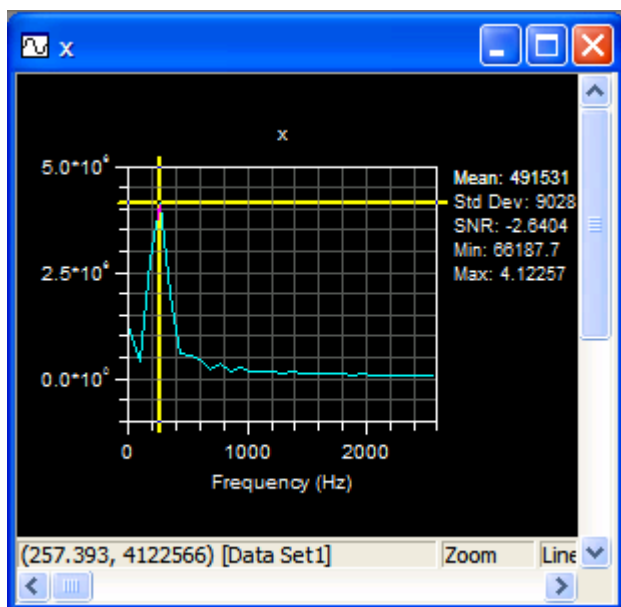 x
x
5.0*10⁶
2.5*10⁶
0.0*10⁰
0 1000 2000
Frequency (Hz)
Mean: 491531
Std Dev: 9028
SNR: -2.6404
Min: 66187.7
Max: 4.12257
(257.393, 4122566) [Data Set1] Zoom Line